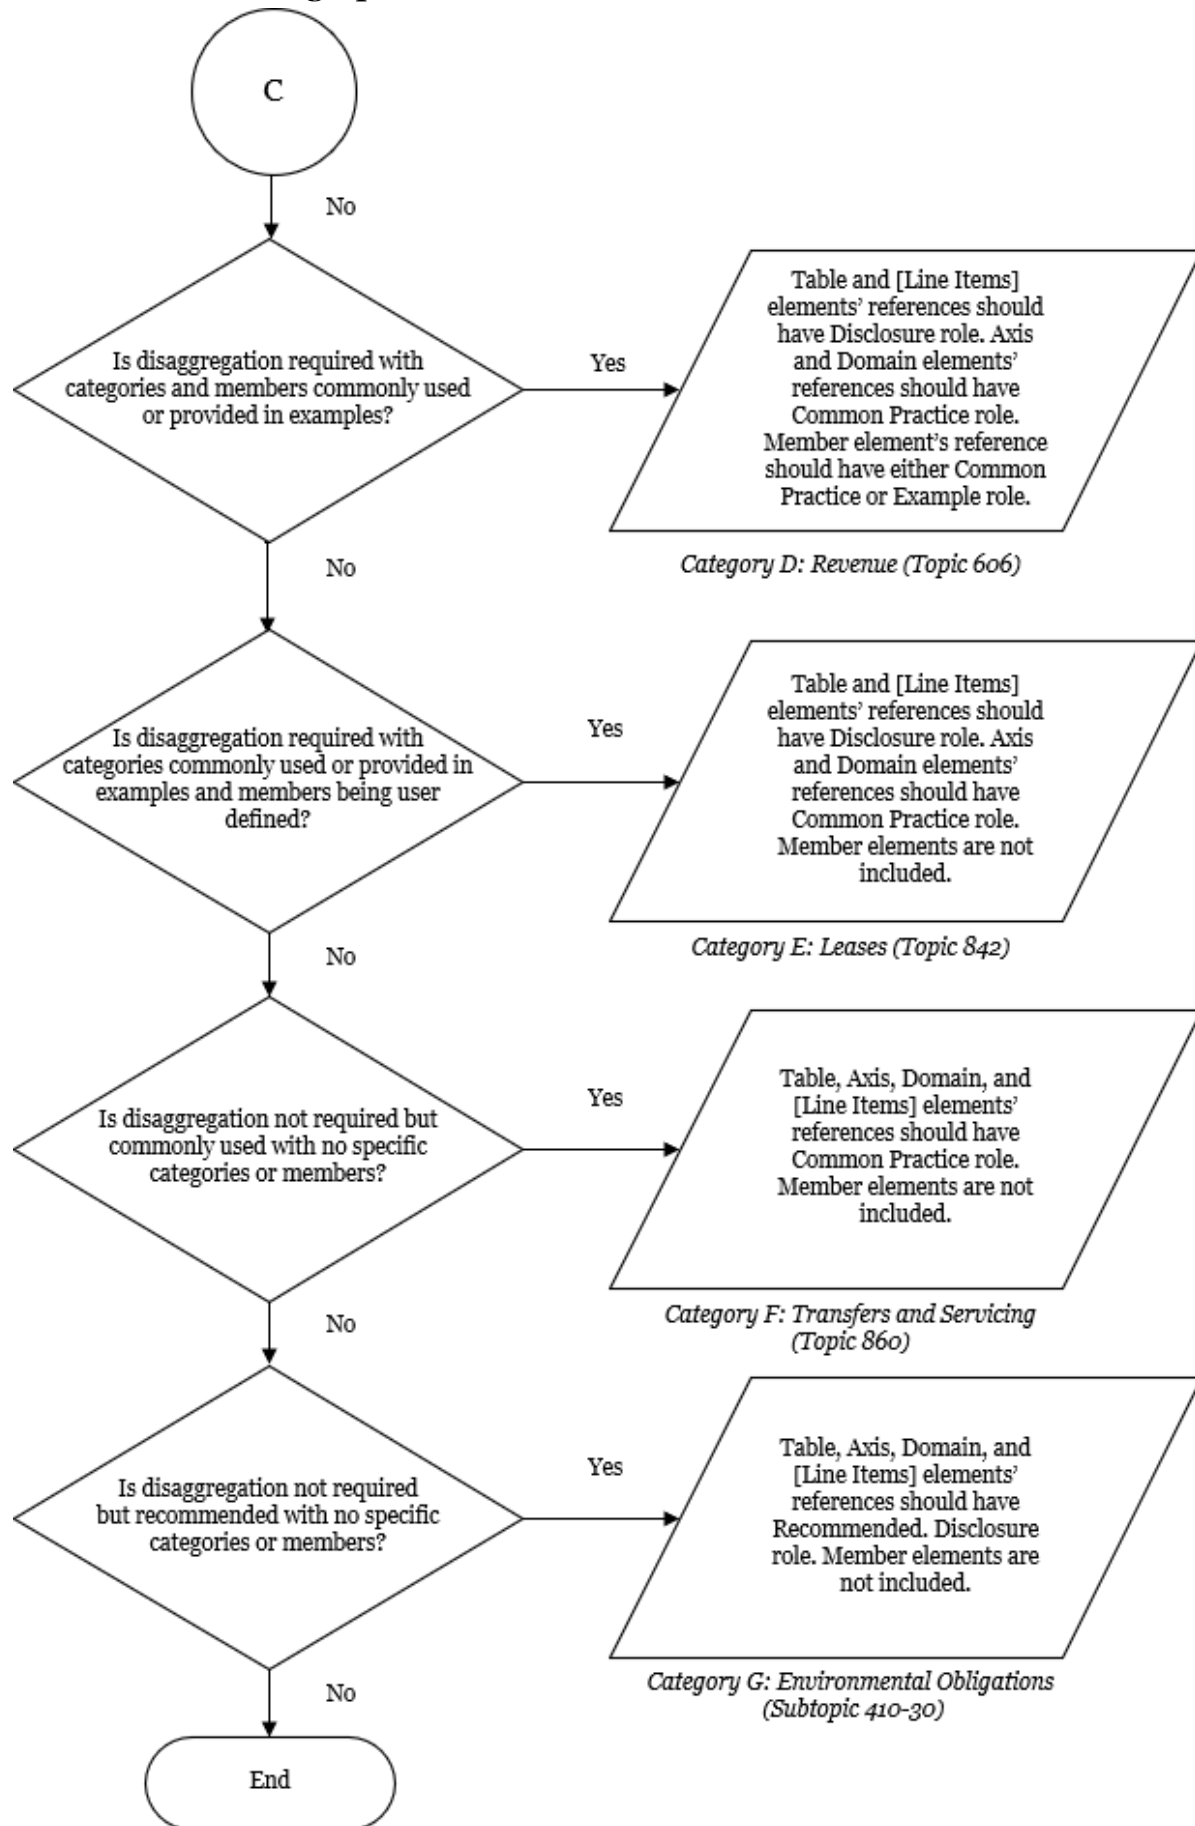 C
No
Is disaggregation required with
categories and members commonly used
or provided in examples?
Yes
Table and [Line Items]
elements’ references should
have Disclosure role. Axis
and Domain elements’
references should have
Common Practice role.
Member element’s reference
should have either Common
Practice or Example role.
Category D: Revenue (Topic 606)
No
Is disaggregation required with
categories commonly used or provided in
examples and members being user
defined?
Yes
Table and [Line Items]
elements’ references should
have Disclosure role. Axis
and Domain elements’
references should have
Common Practice role.
Member elements are not
included.
Category E: Leases (Topic 842)
No
Is disaggregation not required but
commonly used with no specific
categories or members?
Yes
Table, Axis, Domain, and
[Line Items] elements’
references should have
Common Practice role.
Member elements are not
included.
Category F: Transfers and Servicing
(Topic 860)
No
Is disaggregation not required
but recommended with no specific
categories or members?
Yes
Table, Axis, Domain, and
[Line Items] elements’
references should have
Recommended. Disclosure
role. Member elements are
not included.
Category G: Environmental Obligations
(Subtopic 410-30)
No
End